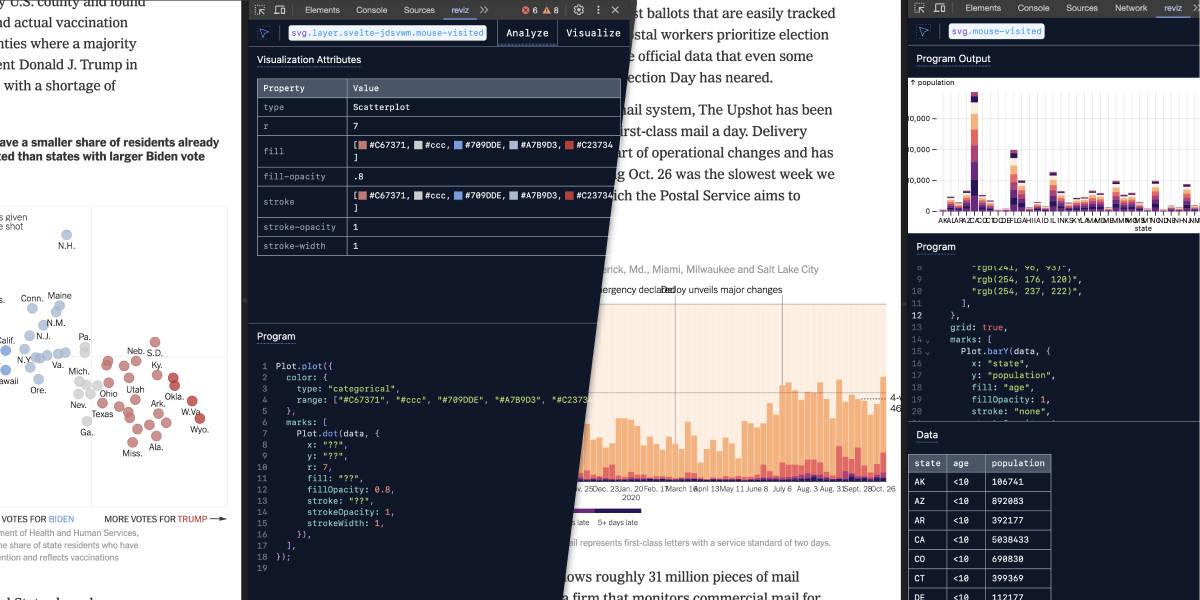 y U.S. county and found
nd actual vaccination
nties where a majority
ent Donald J. Trump in
with a shortage of
ave a smaller share of residents already
ted than states with larger Biden vote
s given
e shot
N.H.
Conn.
Maine
N.M.
N.J.
Calif.
N.Y.
Va.
Pa.
Neb.
S.D.
Ky.
Mich.
Ore.
Ohio
Utah
Okla.
Nev.
Texas
Ark.
W.Va.
Wyo.
Ga.
Ala.
Miss.
VOTES FOR BIDEN
MORE VOTES FOR TRUMP
ment of Health and Human Services,
he share of state residents who have
ention and reflects vaccinations
Elements
Console
Sources
reviz
6
8
svg.layer.svelte-jdsvwm.mouse-visited
Analyze
Visualize
Visualization Attributes
Property Value
type Scatterplot
r 7
fill [ #C67371, #ccc, #709DDE, #A7B9D3, #C23734
]
fill-opacity .8
stroke [ #C67371, #ccc, #709DDE, #A7B9D3, #C23734
]
stroke-opacity 1
stroke-width 1
Program
1 Plot.plot({
2 color: {
3 type: "categorical",
4 range: ["#C67371", "#ccc", "#709DDE", "#A7B9D3", "#C2373
5 },
6 marks: [
7 Plot.dot(data, {
8 x: "??",
9 y: "??",
10 r: 7,
11 fill: "??",
12 fillOpacity: 0.8,
13 stroke: "??",
14 strokeOpacity: 1,
15 strokeWidth: 1,
16 }),
17 ],
18 });
19
st ballots that are easily tracked
ostal workers prioritize election
e official data that even some
ection Day has neared.
nail system, The Upshot has been
irst-class mail a day. Delivery
art of operational changes and has
g Oct. 26 was the slowest week we
ich the Postal Service aims to
erick, Md., Miami, Milwaukee and Salt Lake City
ergency declared
DeJoy unveils major changes
4-
46
v. 25 Dec. 23 Jan. 20 Feb. 17 March 16 April 13 May 11 June 8 July 6 Aug. 3 Aug. 31 Sept. 28 Oct. 26
2020
s late
5+ days late
ail represents first-class letters with a service standard of two days.
lows roughly 31 million pieces of mail
a firm that monitors commercial mail for
Elements
Console
Sources
Network
reviz
svg.mouse-visited
Program Output
↑ population
0,000
0,000
0,000
0
state
Program
8 "rgb(241, 96, 93)",
9 "rgb(254, 176, 120)",
10 "rgb(254, 237, 222)",
11 ],
12 },
13 grid: true,
14 marks: [
15 Plot.barY(data, {
16 x: "state",
17 y: "population",
18 fill: "age",
19 fillOpacity: 1,
20 stroke: "none",
Data
state age population
AK <10 106741
AZ <10 892083
AR <10 392177
CA <10 5038433
CO <10 690830
CT <10 399369
DE <10 112177